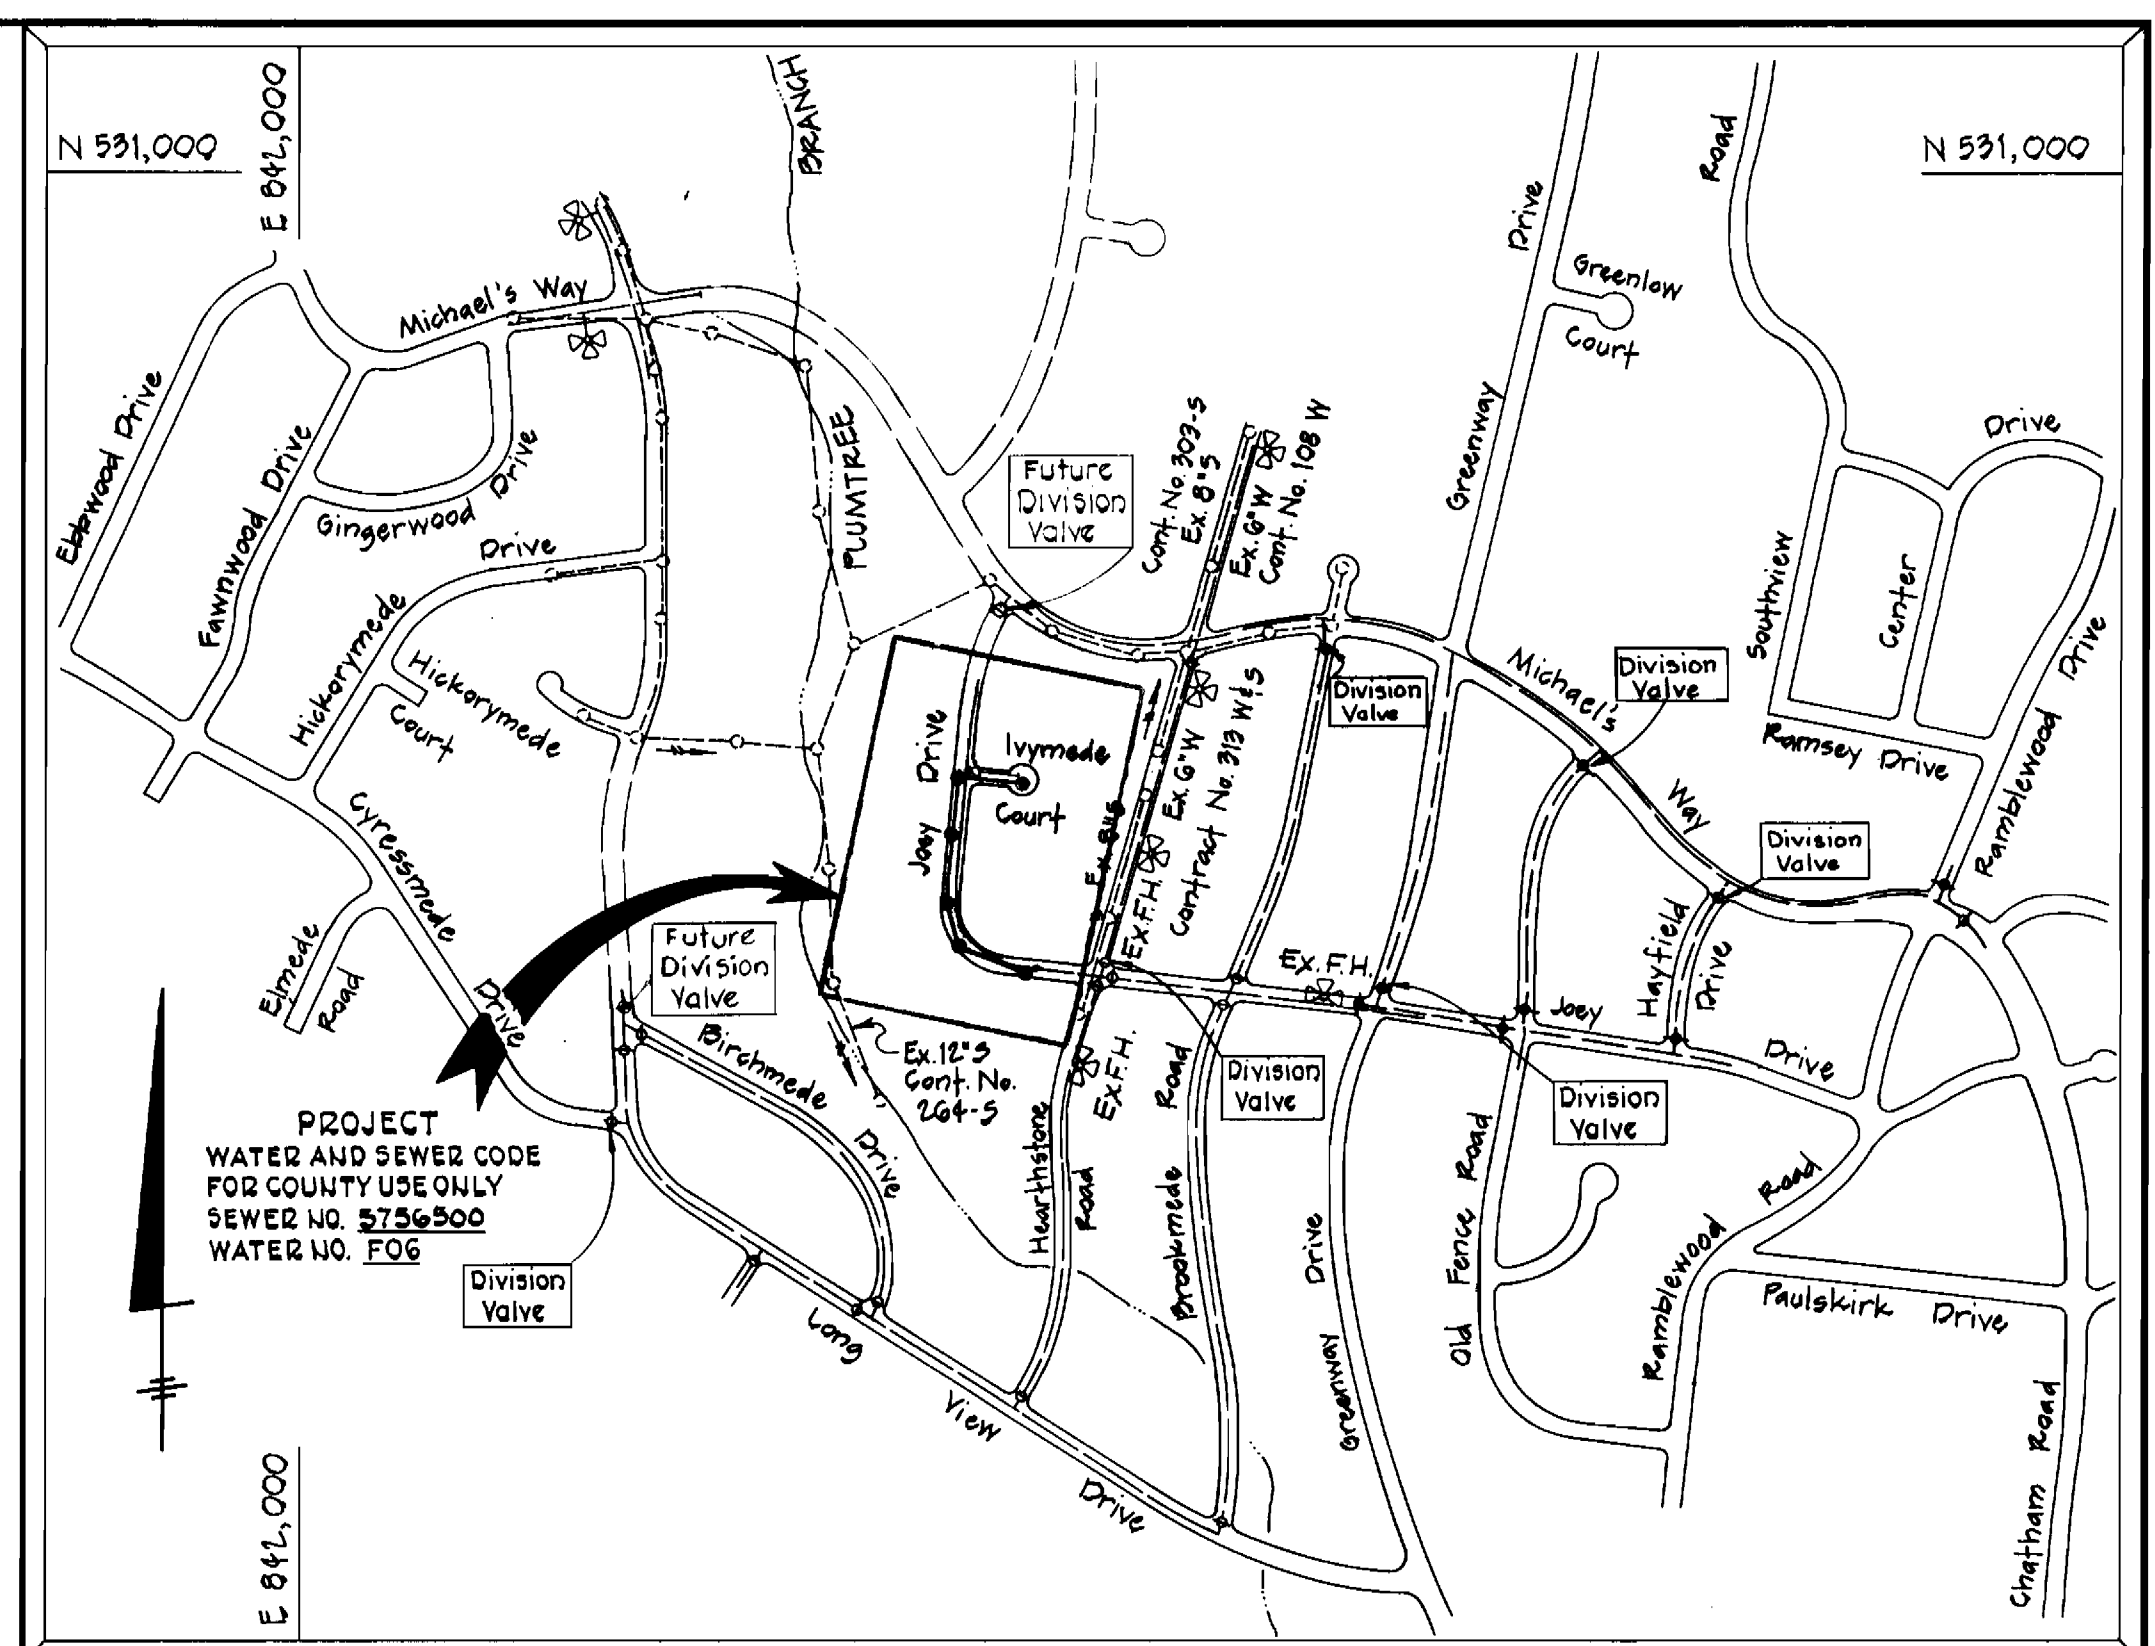 N 531,000
E 842,000
BRANCH
N 531,000
Road
Drive
Greenlow
Court
Michael's Way
Ebbwood Drive
Fawnwood Drive
Gingerwood Drive
Greenway
Drive
PLUMTREE
Future
Division
Valve
Cont. No. 303-S
Ex. 8"S
Ex. 6"W
Cont. No. 108 W
Hickorymede
Drive
Hickorymede
Court
Southview
Center
Drive
Ramsey Drive
Ramblewood
Michael's
Way
Division
Valve
Division
Valve
Division
Valve
Joey
Drive
Ivymede
Court
Ex. 8"S
Ex. 6"W
Contract No. 313 W&S
Ex. F.H.
Ex. F.H.
Cyressmede
Drive
Elmede
Road
Future
Division
Valve
Birchmede
Drive
Ex. 12"S
Cont. No.
264-S
Ex. F.H.
Hayfield
Drive
Joey
Drive
Division
Valve
Division
Valve
PROJECT
WATER AND SEWER CODE
FOR COUNTY USE ONLY
SEWER NO. 5756500
WATER NO. F06
Division
Valve
Hearthstone
Road
Brookmede
Road
Greenway
Drive
Old Fence Road
Ramblewood
Road
Paulskirk Drive
Chatham Road
Long
View
Drive
E 842,000